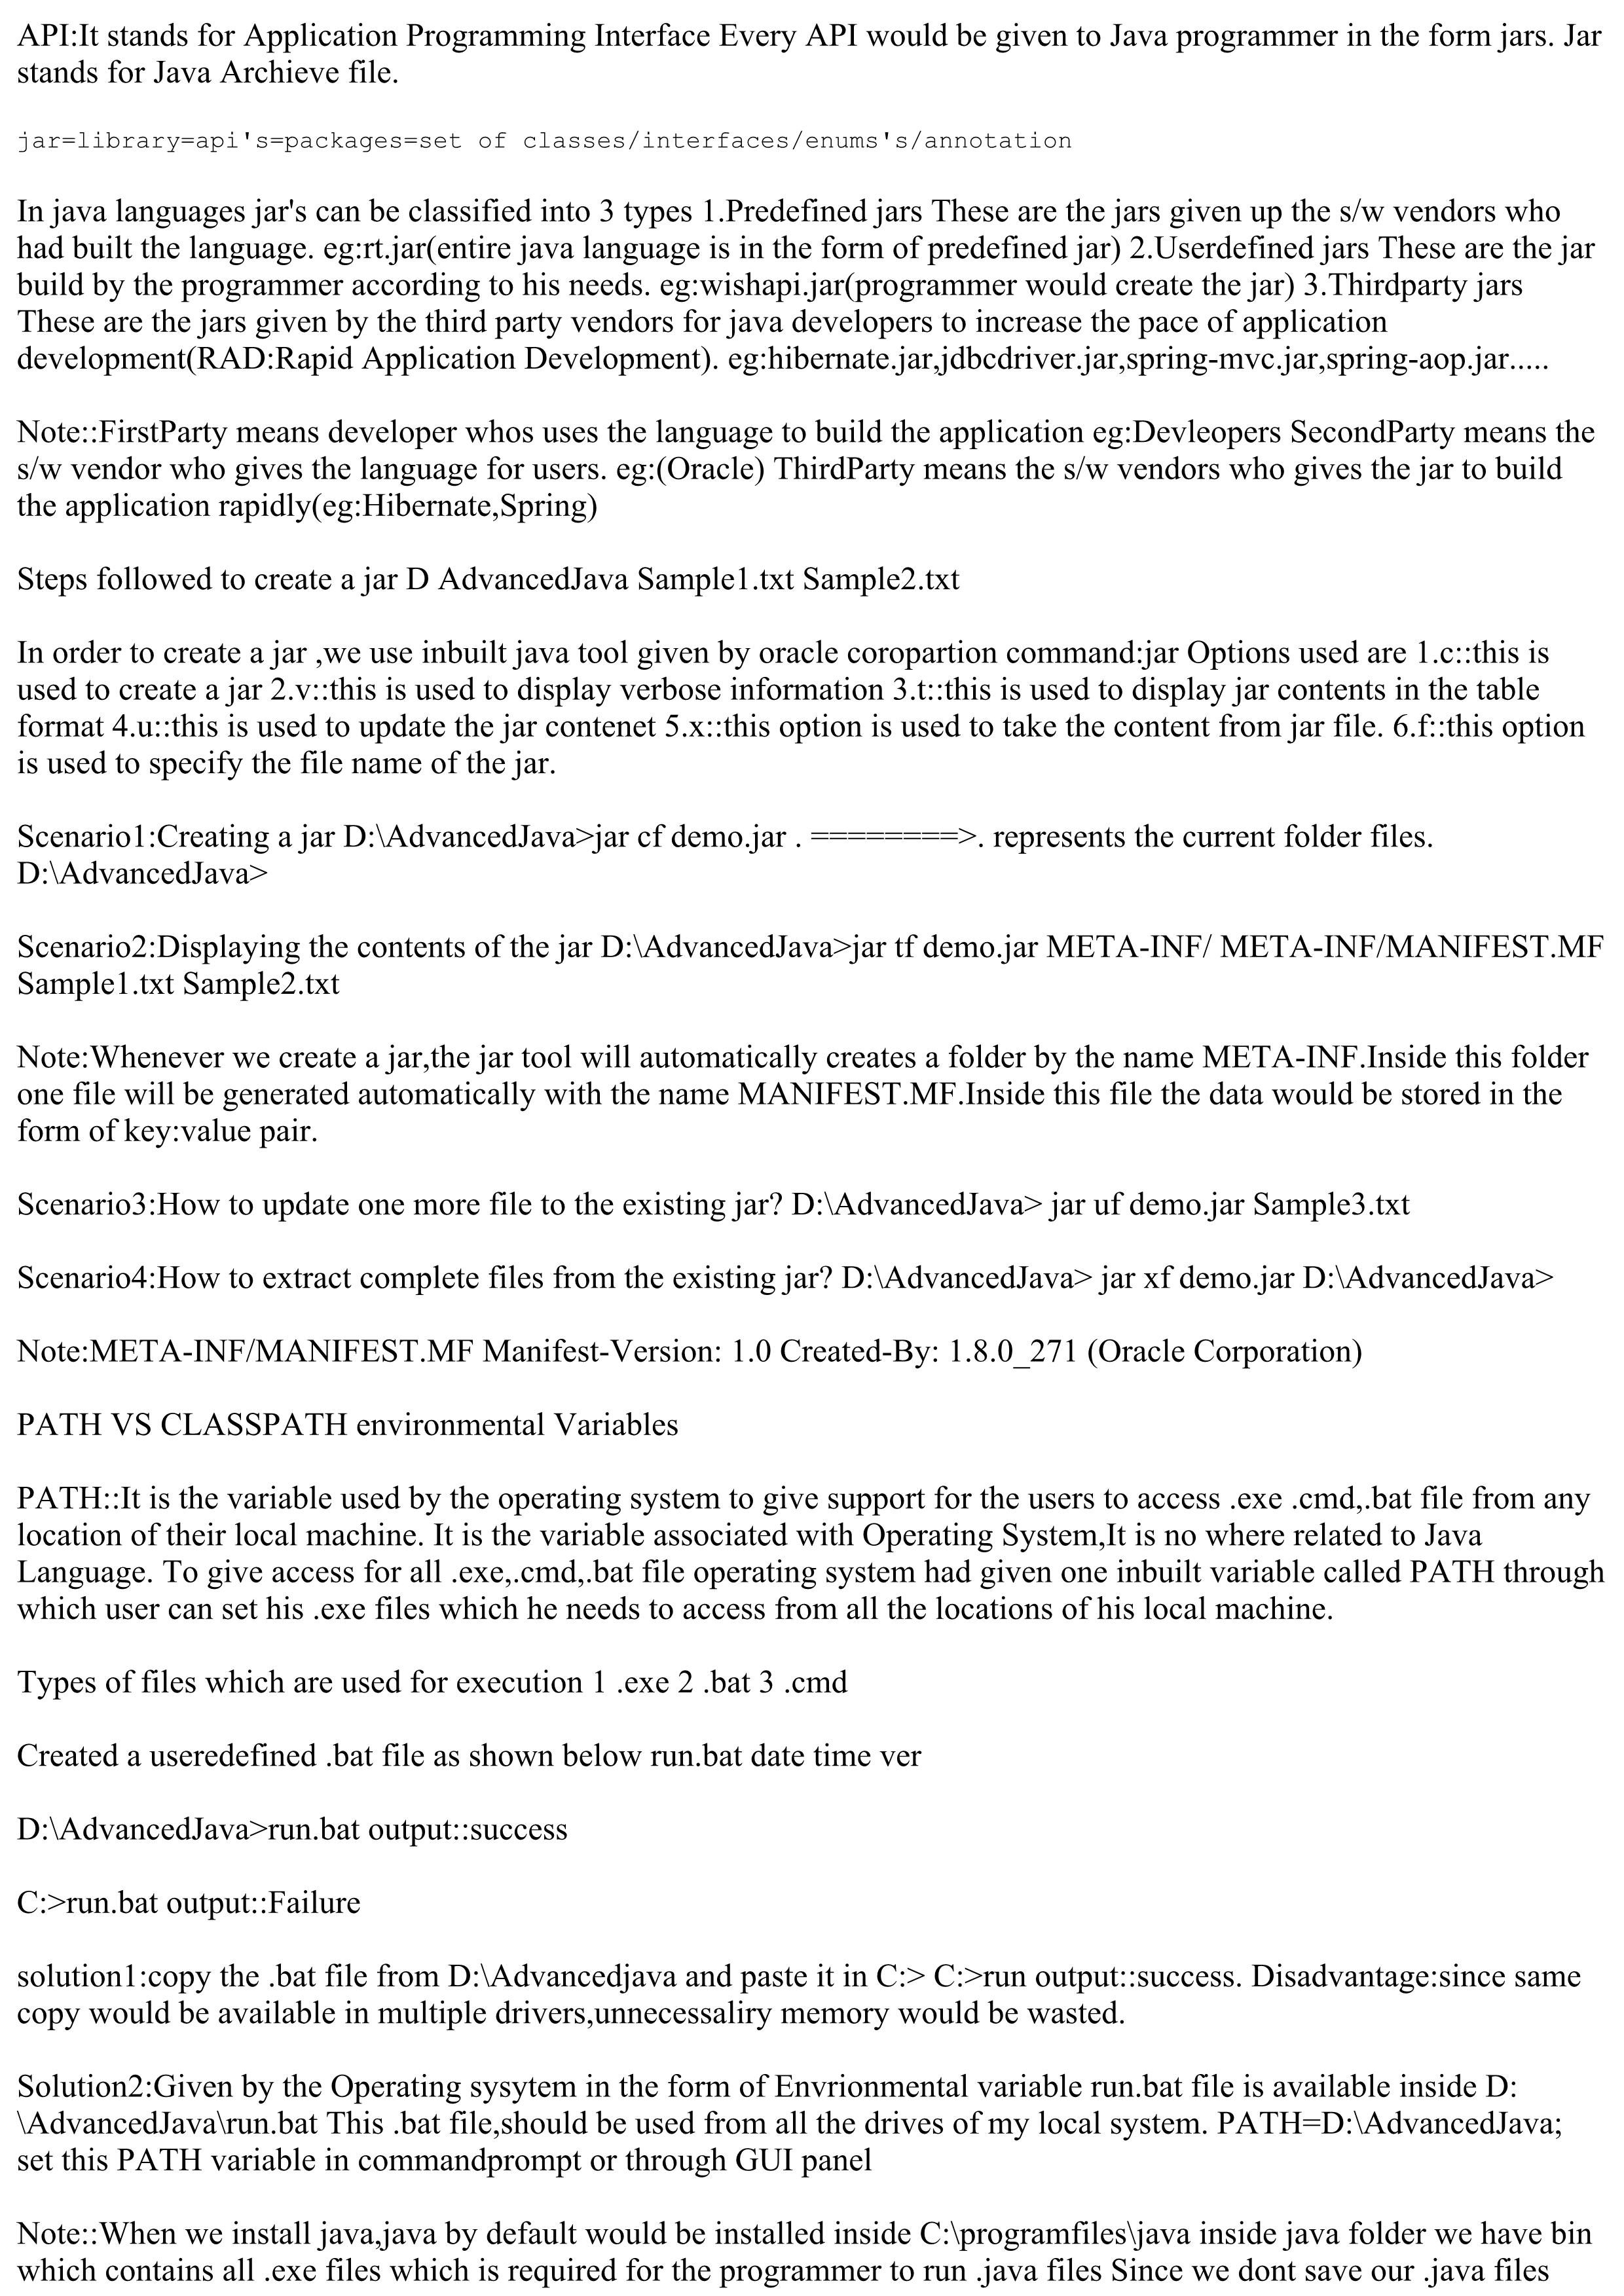 API:It stands for Application Programming Interface Every API would be given to Java programmer in the form jars. Jar
stands for Java Archieve file.
jar=library=api's=packages=set of classes/interfaces/enums's/annotation
In java languages jar's can be classified into 3 types 1.Predefined jars These are the jars given up the s/w vendors who
had built the language. eg:rt.jar(entire java language is in the form of predefined jar) 2.Userdefined jars These are the jar
build by the programmer according to his needs. eg:wishapi.jar(programmer would create the jar) 3.Thirdparty jars
These are the jars given by the third party vendors for java developers to increase the pace of application
development(RAD:Rapid Application Development). eg:hibernate.jar,jdbcdriver.jar,spring-mvc.jar,spring-aop.jar.....
Note::FirstParty means developer whos uses the language to build the application eg:Devleopers SecondParty means the
s/w vendor who gives the language for users. eg:(Oracle) ThirdParty means the s/w vendors who gives the jar to build
the application rapidly(eg:Hibernate,Spring)
Steps followed to create a jar D AdvancedJava Sample1.txt Sample2.txt
In order to create a jar ,we use inbuilt java tool given by oracle coropartion command:jar Options used are 1.c::this is
used to create a jar 2.v::this is used to display verbose information 3.t::this is used to display jar contents in the table
format 4.u::this is used to update the jar contenet 5.x::this option is used to take the content from jar file. 6.f::this option
is used to specify the file name of the jar.
Scenario1:Creating a jar D:\AdvancedJava>jar cf demo.jar . ========>. represents the current folder files.
D:\AdvancedJava>
Scenario2:Displaying the contents of the jar D:\AdvancedJava>jar tf demo.jar META-INF/ META-INF/MANIFEST.MF
Sample1.txt Sample2.txt
Note:Whenever we create a jar,the jar tool will automatically creates a folder by the name META-INF.Inside this folder
one file will be generated automatically with the name MANIFEST.MF.Inside this file the data would be stored in the
form of key:value pair.
Scenario3:How to update one more file to the existing jar? D:\AdvancedJava> jar uf demo.jar Sample3.txt
Scenario4:How to extract complete files from the existing jar? D:\AdvancedJava> jar xf demo.jar D:\AdvancedJava>
Note:META-INF/MANIFEST.MF Manifest-Version: 1.0 Created-By: 1.8.0_271 (Oracle Corporation)
PATH VS CLASSPATH environmental Variables
PATH::It is the variable used by the operating system to give support for the users to access .exe .cmd,.bat file from any
location of their local machine. It is the variable associated with Operating System,It is no where related to Java
Language. To give access for all .exe,.cmd,.bat file operating system had given one inbuilt variable called PATH through
which user can set his .exe files which he needs to access from all the locations of his local machine.
Types of files which are used for execution 1 .exe 2 .bat 3 .cmd
Created a useredefined .bat file as shown below run.bat date time ver
D:\AdvancedJava>run.bat output::success
C:>run.bat output::Failure
solution1:copy the .bat file from D:\Advancedjava and paste it in C:> C:>run output::success. Disadvantage:since same
copy would be available in multiple drivers,unnecessaliry memory would be wasted.
Solution2:Given by the Operating sysytem in the form of Envrionmental variable run.bat file is available inside D:
\AdvancedJava\run.bat This .bat file,should be used from all the drives of my local system. PATH=D:\AdvancedJava;
set this PATH variable in commandprompt or through GUI panel
Note::When we install java,java by default would be installed inside C:\programfiles\java inside java folder we have bin
which contains all .exe files which is required for the programmer to run .java files Since we dont save our .java files